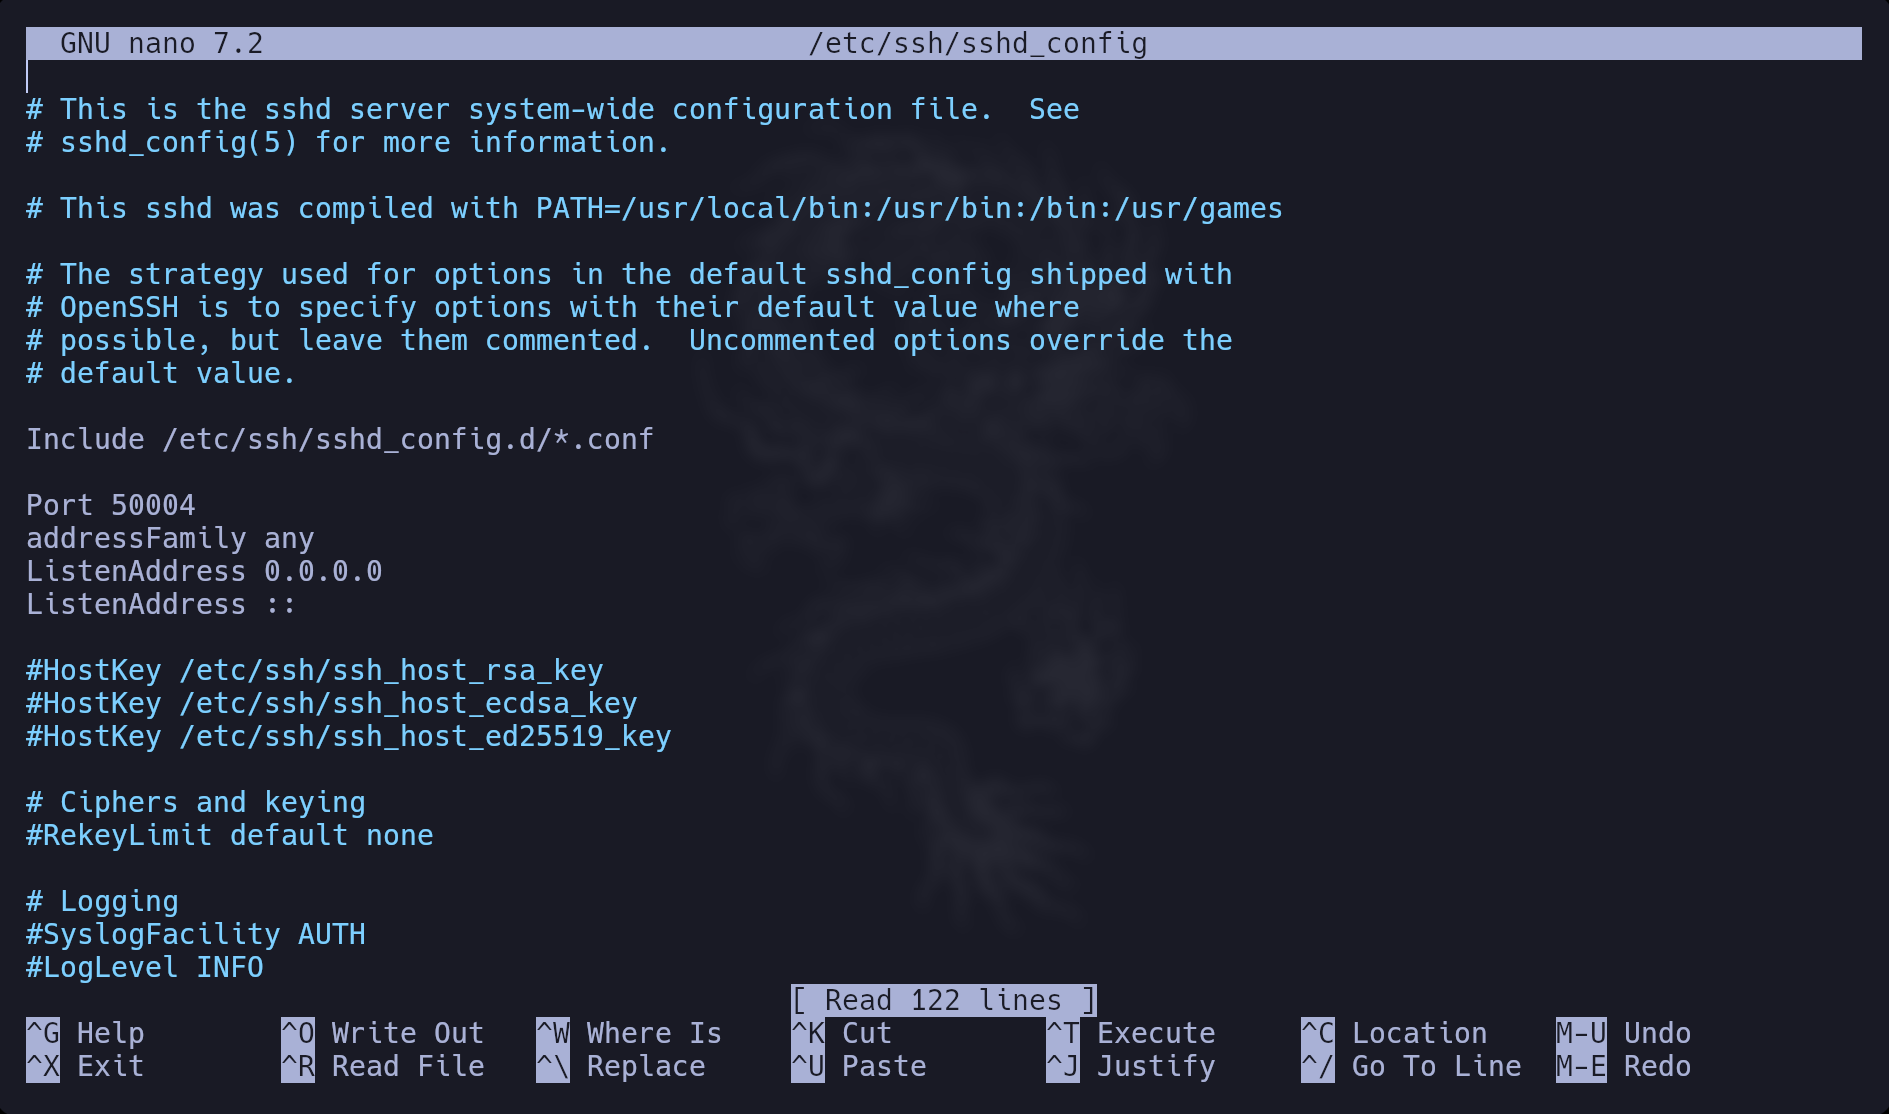 GNU nano 7.2 /etc/ssh/sshd_config
# This is the sshd server system-wide configuration file.  See
# sshd_config(5) for more information.
# This sshd was compiled with PATH=/usr/local/bin:/usr/bin:/bin:/usr/games
# The strategy used for options in the default sshd_config shipped with
# OpenSSH is to specify options with their default value where
# possible, but leave them commented.  Uncommented options override the
# default value.
Include /etc/ssh/sshd_config.d/*.conf
Port 50004
addressFamily any
ListenAddress 0.0.0.0
ListenAddress ::
#HostKey /etc/ssh/ssh_host_rsa_key
#HostKey /etc/ssh/ssh_host_ecdsa_key
#HostKey /etc/ssh/ssh_host_ed25519_key
# Ciphers and keying
#RekeyLimit default none
# Logging
#SyslogFacility AUTH
#LogLevel INFO
[ Read 122 lines ]
^G Help ^O Write Out ^W Where Is ^K Cut ^T Execute ^C Location M-U Undo
^X Exit ^R Read File ^\ Replace ^U Paste ^J Justify ^/ Go To Line M-E Redo